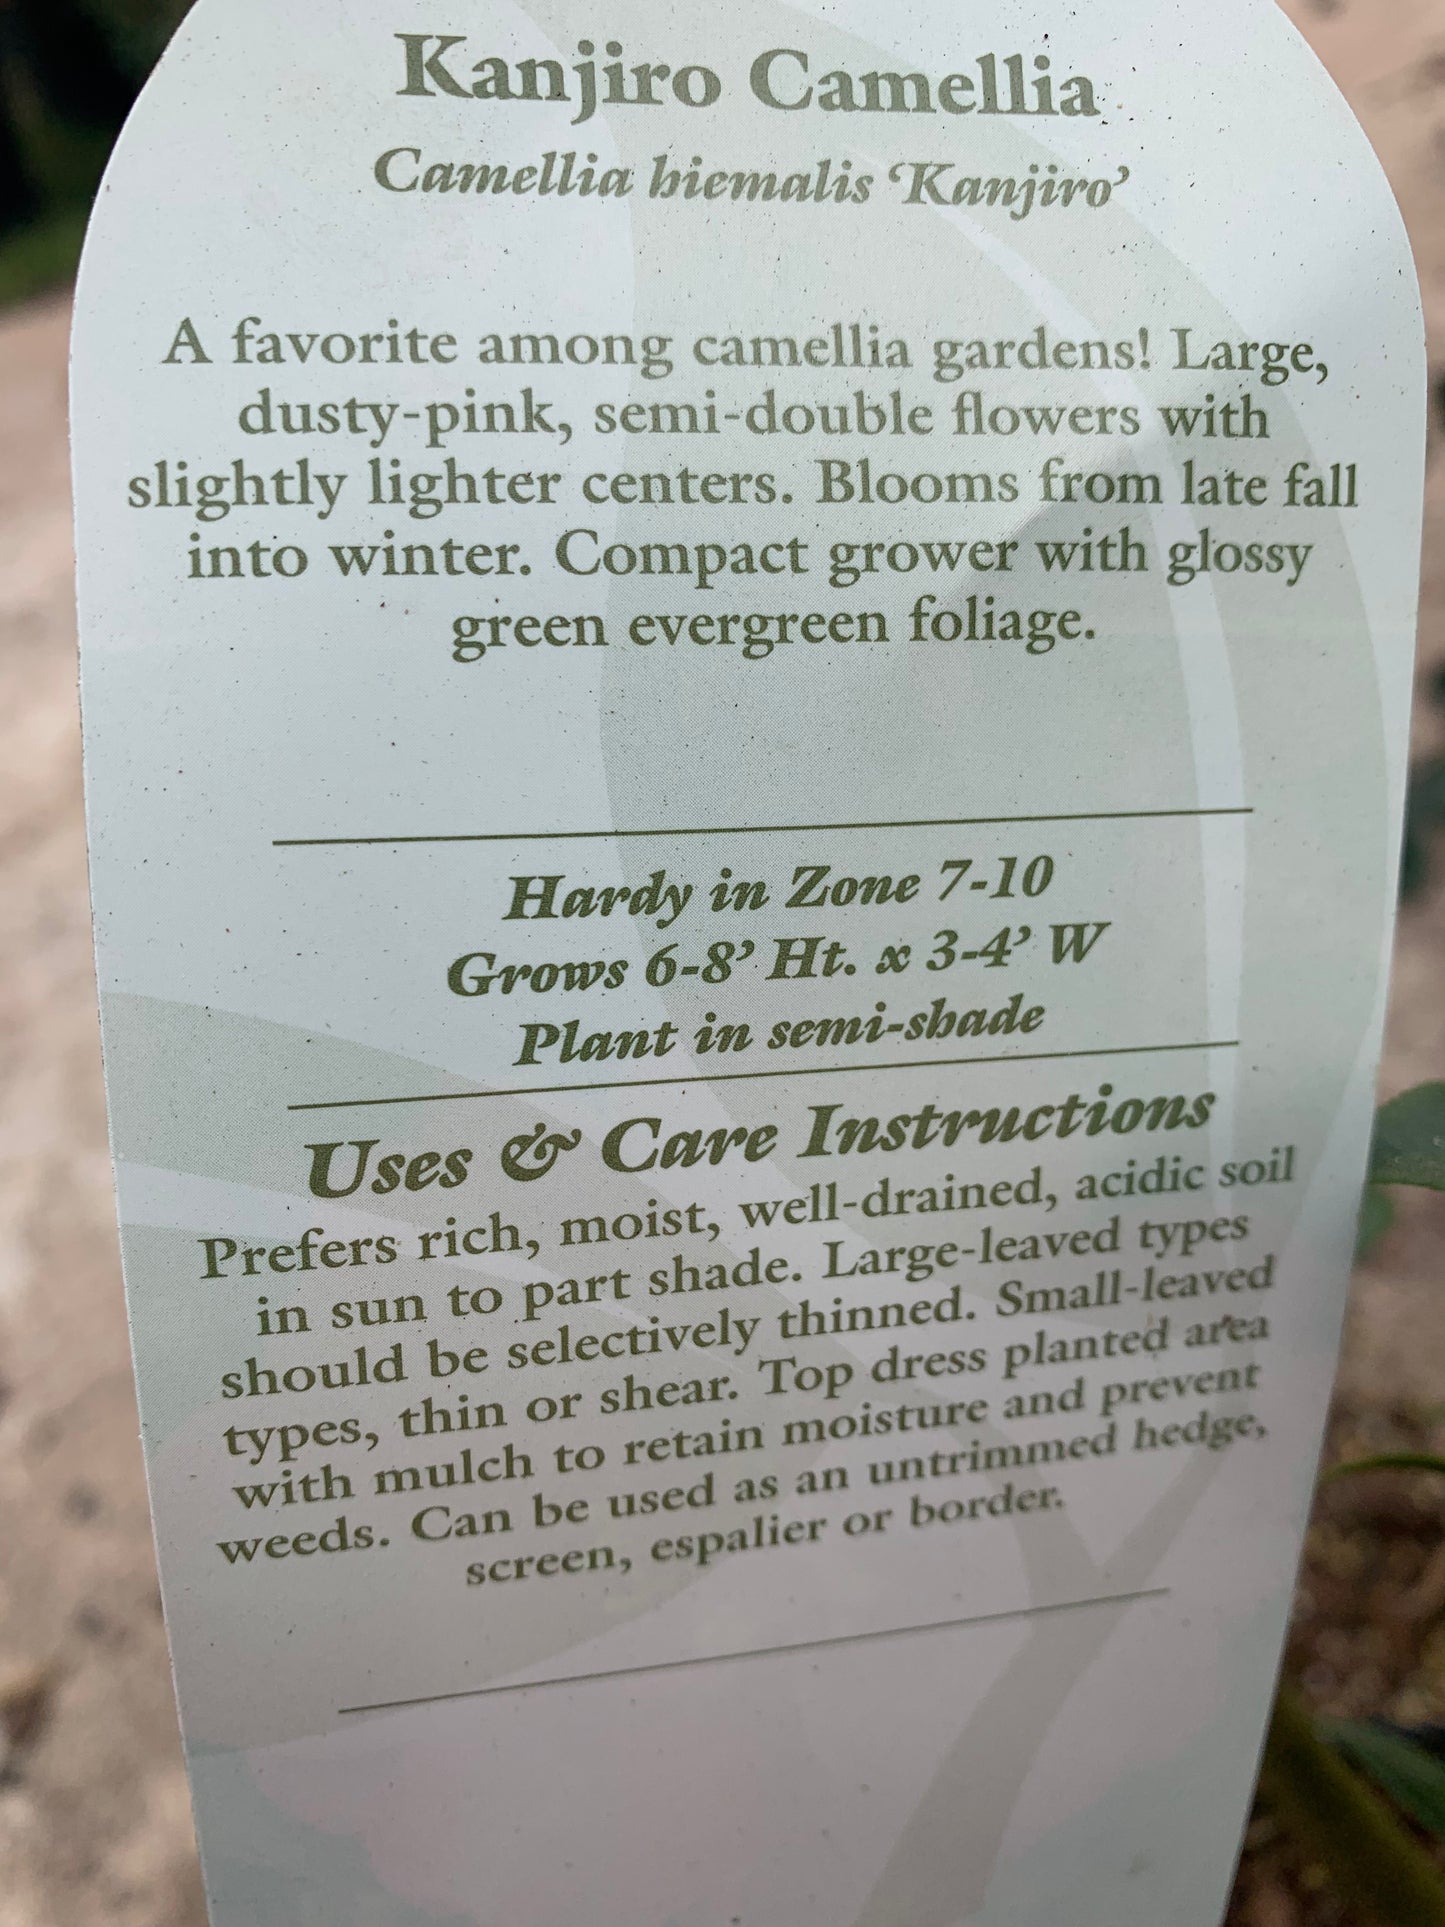 Kanjiro Camellia
Camellia hiemalis ‘Kanjiro’
A favorite among camellia gardens! Large,
dusty-pink, semi-double flowers with
slightly lighter centers. Blooms from late fall
into winter. Compact grower with glossy
green evergreen foliage.
Hardy in Zone 7-10
Grows 6-8’ Ht. x 3-4’ W
Plant in semi-shade
Uses & Care Instructions
Prefers rich, moist, well-drained, acidic soil
in sun to part shade. Large-leaved types
should be selectively thinned. Small-leaved
types, thin or shear. Top dress planted area
with mulch to retain moisture and prevent
weeds. Can be used as an untrimmed hedge,
screen, espalier or border.